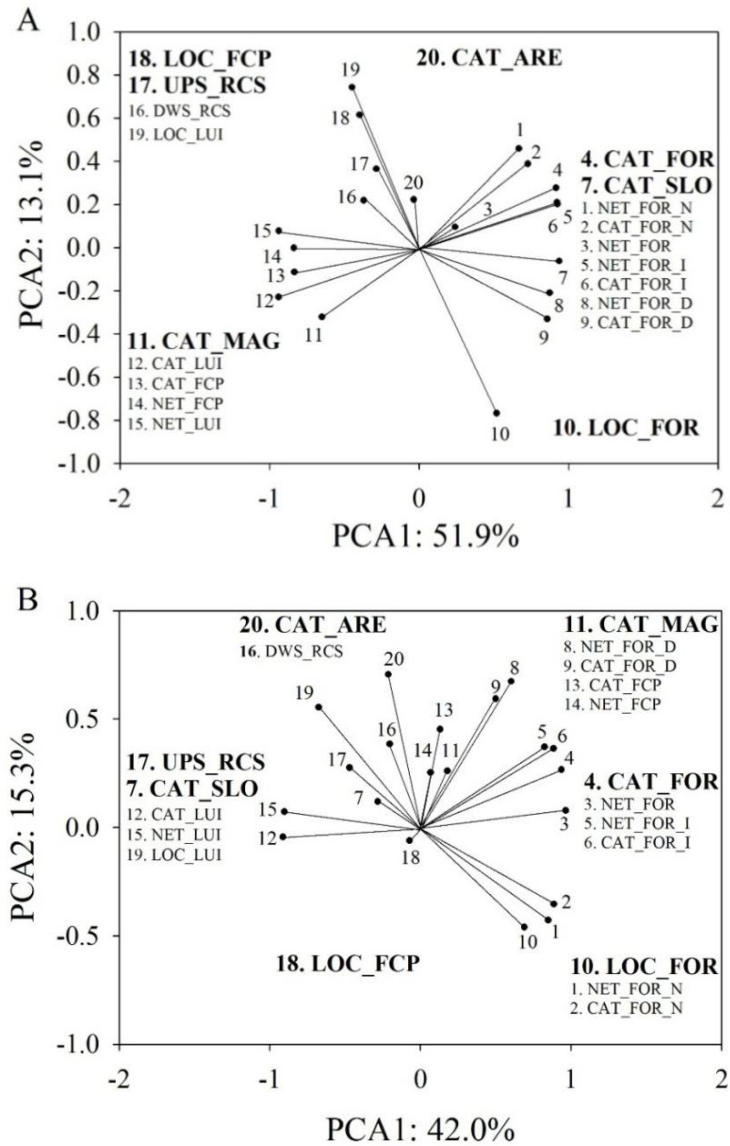 A
1.0
0.8
0.6
0.4
0.2
0.0
-0.2
-0.4
-0.6
-0.8
-1.0
PCA2: 13.1%
18. LOC_FCP
17. UPS_RCS
16. DWS_RCS
19. LOC_LUI
20. CAT_ARE
4. CAT_FOR
7. CAT_SLO
1. NET_FOR_N
2. CAT_FOR_N
3. NET_FOR
5. NET_FOR_I
6. CAT_FOR_I
8. NET_FOR_D
9. CAT_FOR_D
11. CAT_MAG
12. CAT_LUI
13. CAT_FCP
14. NET_FCP
15. NET_LUI
10. LOC_FOR
19
18
17
16
20
1
2
3
4
5
6
15
14
13
12
11
7
8
9
10
-2 -1 0 1 2
PCA1: 51.9%
B
1.0
0.5
0.0
-0.5
-1.0
PCA2: 15.3%
20. CAT_ARE
16. DWS_RCS
11. CAT_MAG
8. NET_FOR_D
9. CAT_FOR_D
13. CAT_FCP
14. NET_FCP
17. UPS_RCS
7. CAT_SLO
12. CAT_LUI
15. NET_LUI
19. LOC_LUI
4. CAT_FOR
3. NET_FOR
5. NET_FOR_I
6. CAT_FOR_I
18. LOC_FCP
10. LOC_FOR
1. NET_FOR_N
2. CAT_FOR_N
20
19
16
13
9
8
17
14
11
5
6
4
7
15
12
18
3
2
1
10
-2 -1 0 1 2
PCA1: 42.0%